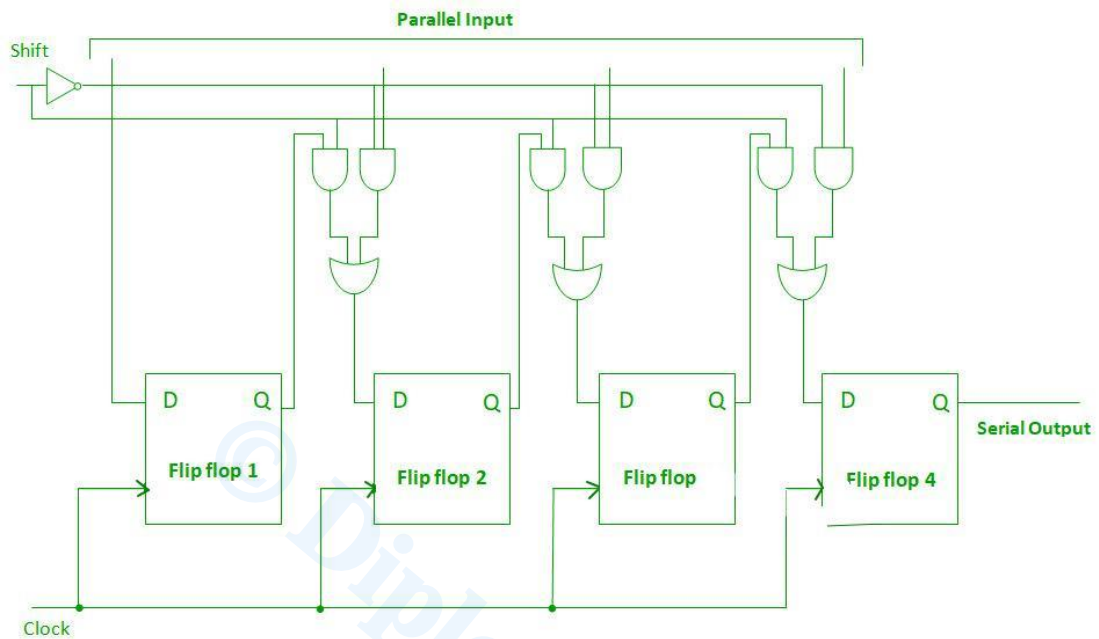 Parallel Input
Shift
D Q
D Q
D Q
D Q
Serial Output
Flip flop 1
Flip flop 2
Flip flop
Flip flop 4
Clock